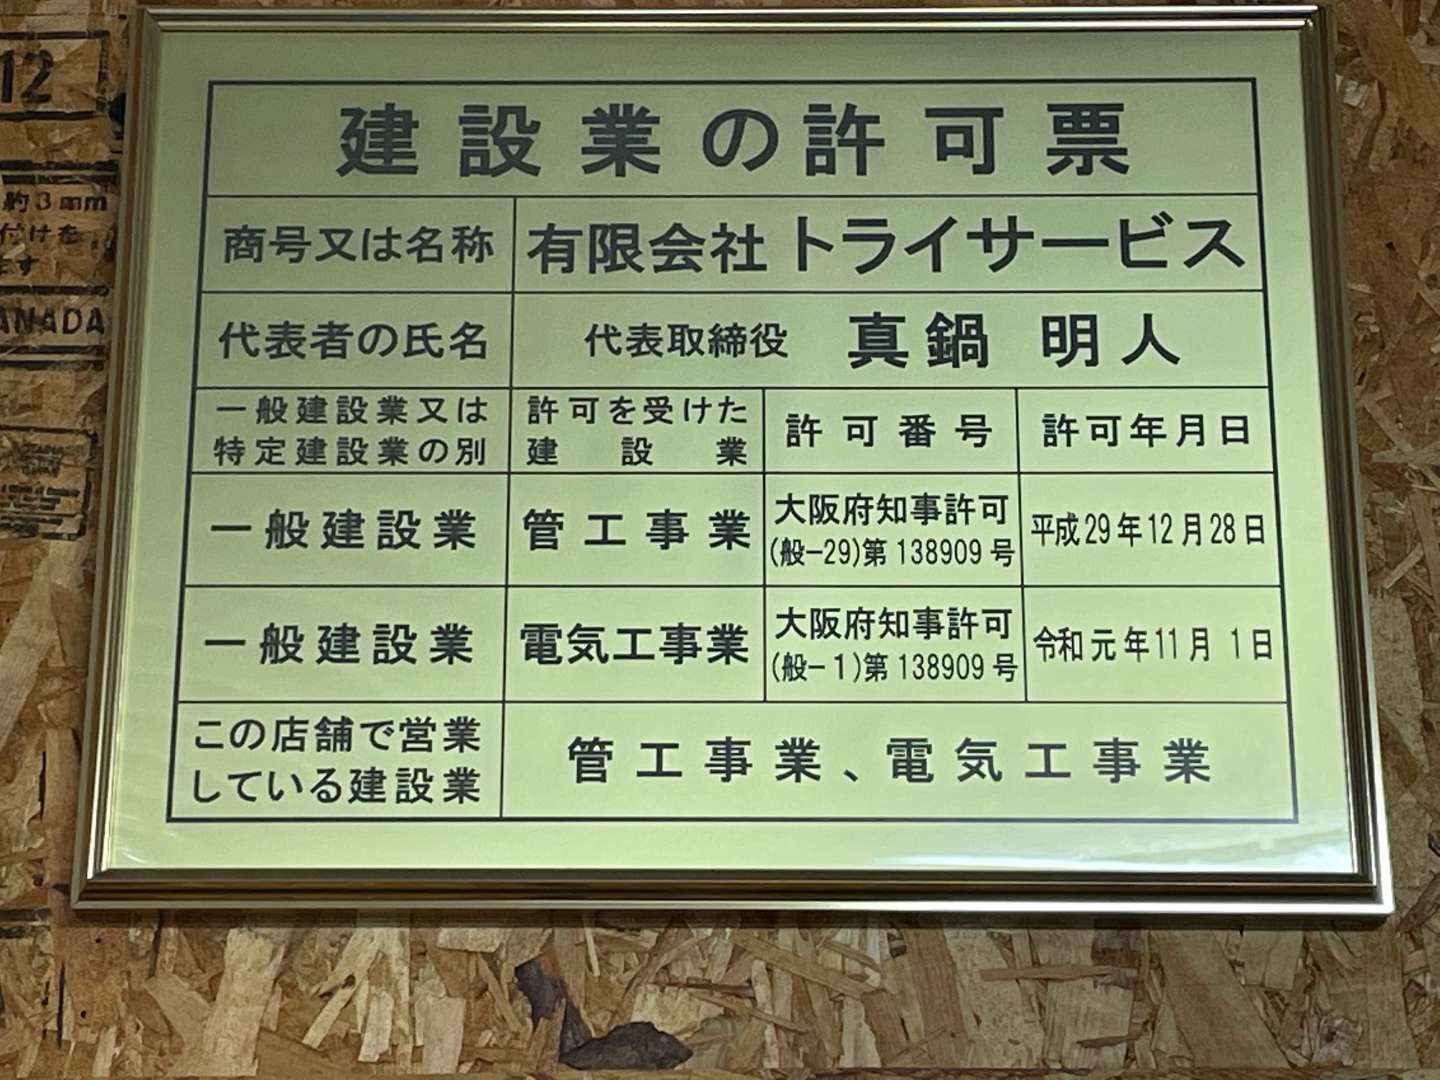 建設業の許可票
商号又は名称 有限会社トライサービス
代表者の氏名 代表取締役 真鍋 明人
一般建設業又は
特定建設業の別
許可を受けた
建設業
許可番号
許可年月日
一般建設業
管工事業
大阪府知事許可
(般-29)第138909号
平成29年12月28日
一般建設業
電気工事業
大阪府知事許可
(般-1)第138909号
令和元年11月1日
この店舗で営業
している建設業
管工事業、電気工事業
12
約3mm
付けを
ます
ANADA